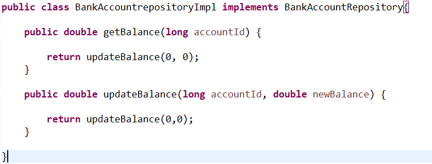 public class BankAccountrepositoryImpl implements BankAccountRepository{
public double getBalance(long accountId) {
return updateBalance(0, 0);
}
public double updateBalance(long accountId, double newBalance) {
return updateBalance(0,0);
}
}